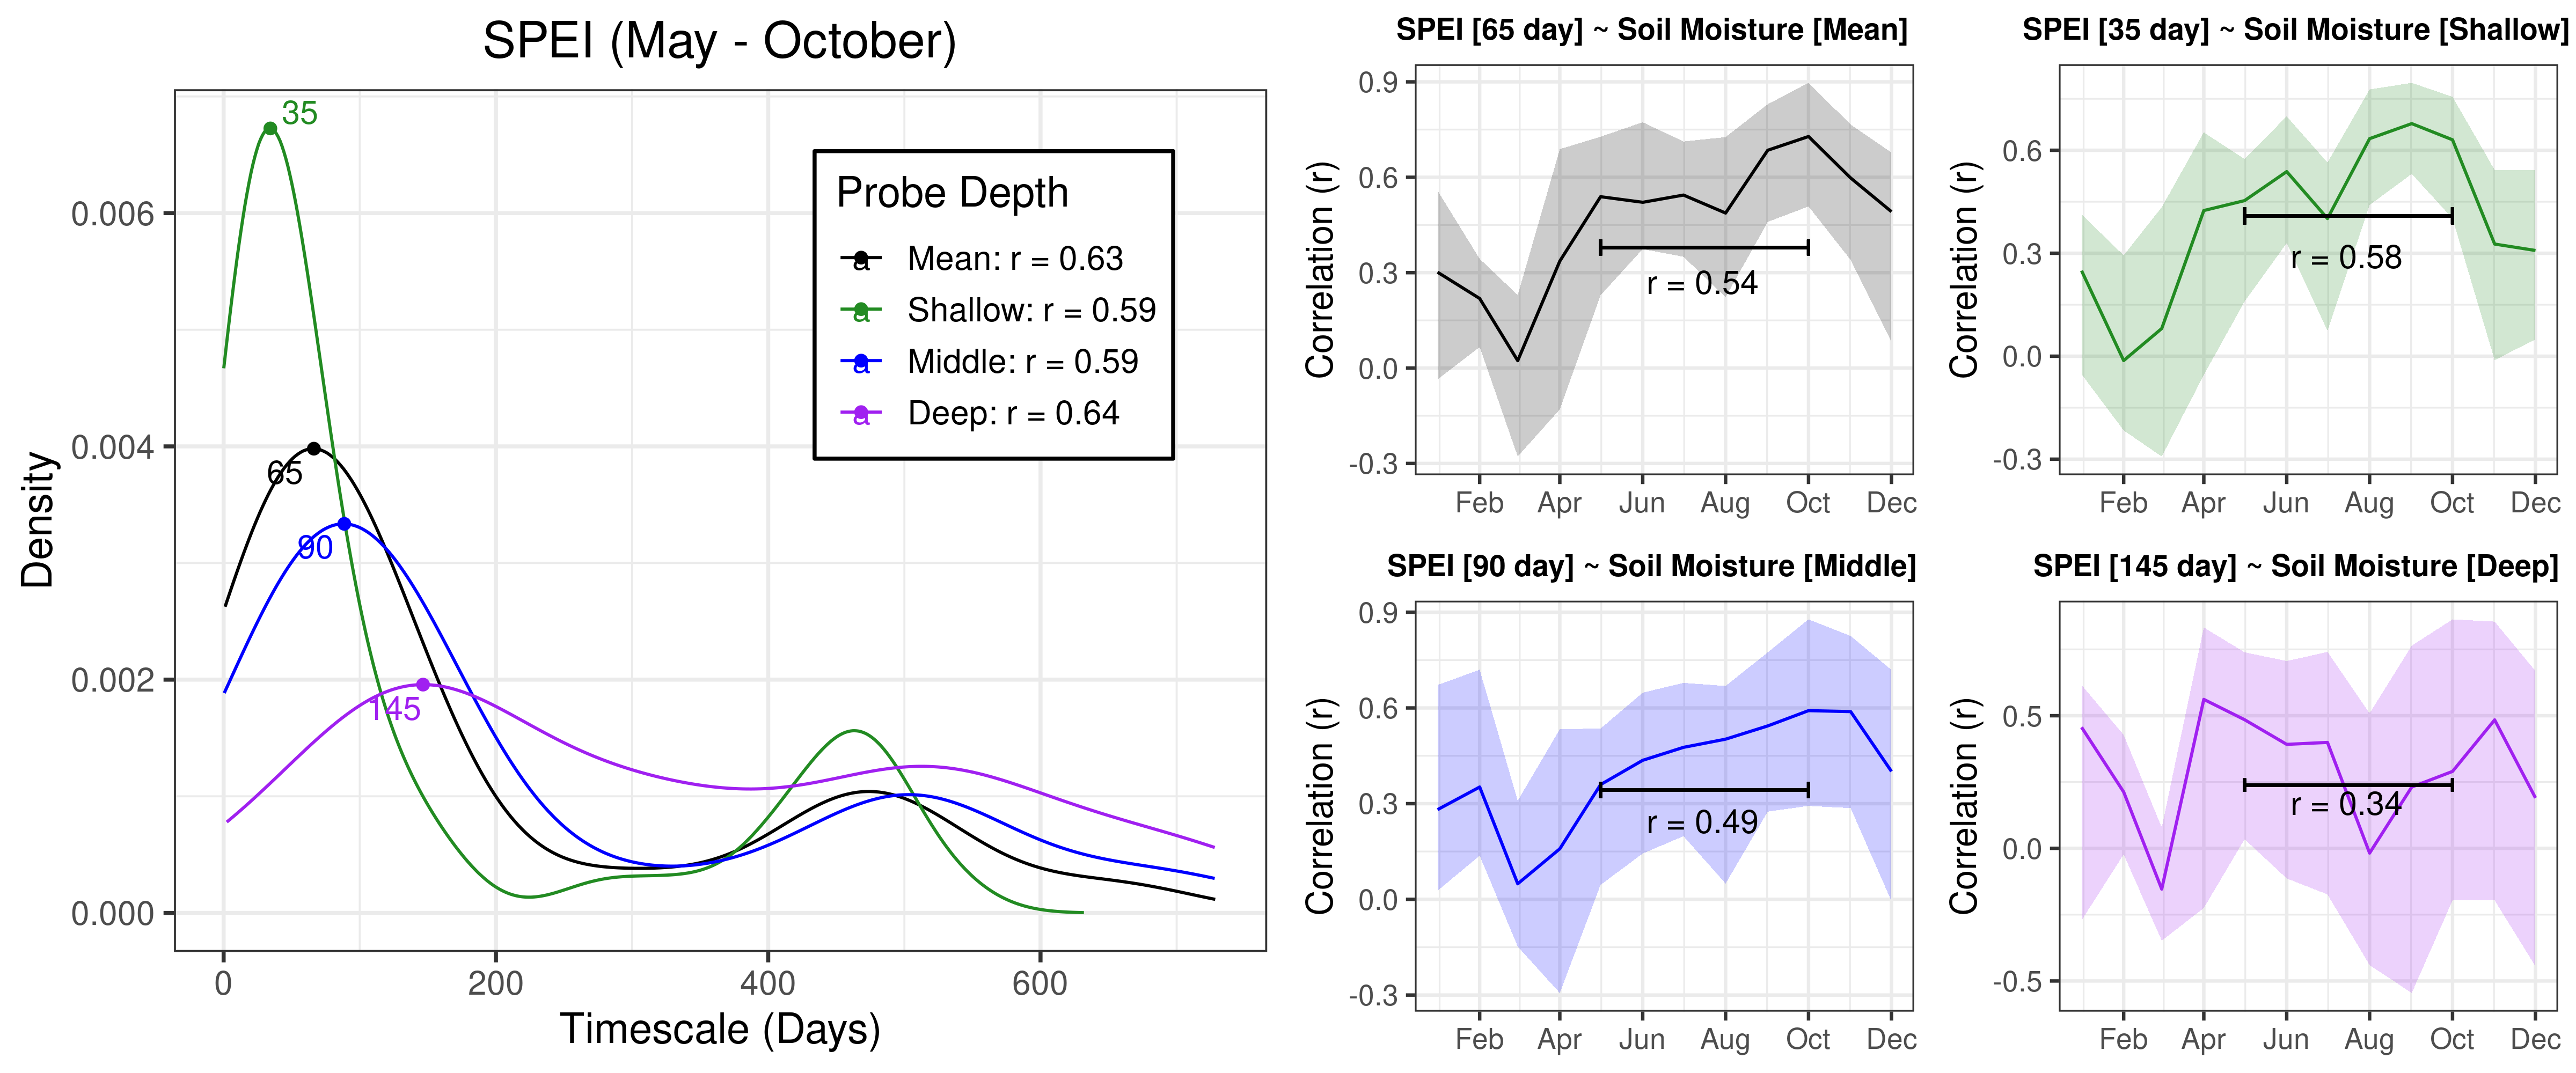 SPEI (May - October)
Density
0.006
0.004
0.002
0.000
0
200
400
600
Timescale (Days)
35
65
90
145
Probe Depth
a Mean: r = 0.63
a Shallow: r = 0.59
a Middle: r = 0.59
a Deep: r = 0.64
SPEI [65 day] ~ Soil Moisture [Mean]
Correlation (r)
0.9
0.6
0.3
0.0
-0.3
r = 0.54
Feb Apr Jun Aug Oct Dec
SPEI [35 day] ~ Soil Moisture [Shallow]
Correlation (r)
0.6
0.3
0.0
-0.3
r = 0.58
Feb Apr Jun Aug Oct Dec
SPEI [90 day] ~ Soil Moisture [Middle]
Correlation (r)
0.9
0.6
0.3
0.0
-0.3
r = 0.49
Feb Apr Jun Aug Oct Dec
SPEI [145 day] ~ Soil Moisture [Deep]
Correlation (r)
0.5
0.0
-0.5
r = 0.34
Feb Apr Jun Aug Oct Dec